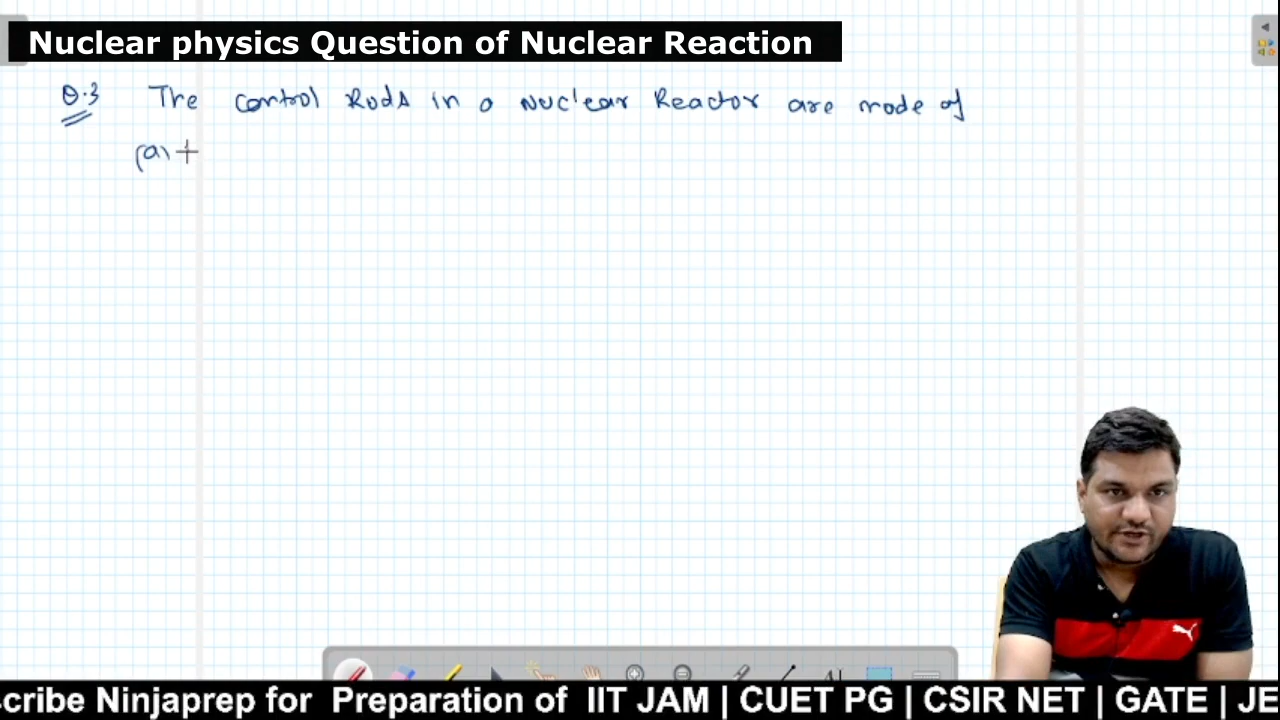 Nuclear physics Question of Nuclear Reaction
Q.3 The control Rods in a Nuclear Reactor are made of
(a)
cribe Ninjaprep for Preparation of IIT JAM | CUET PG | CSIR NET | GATE | JE